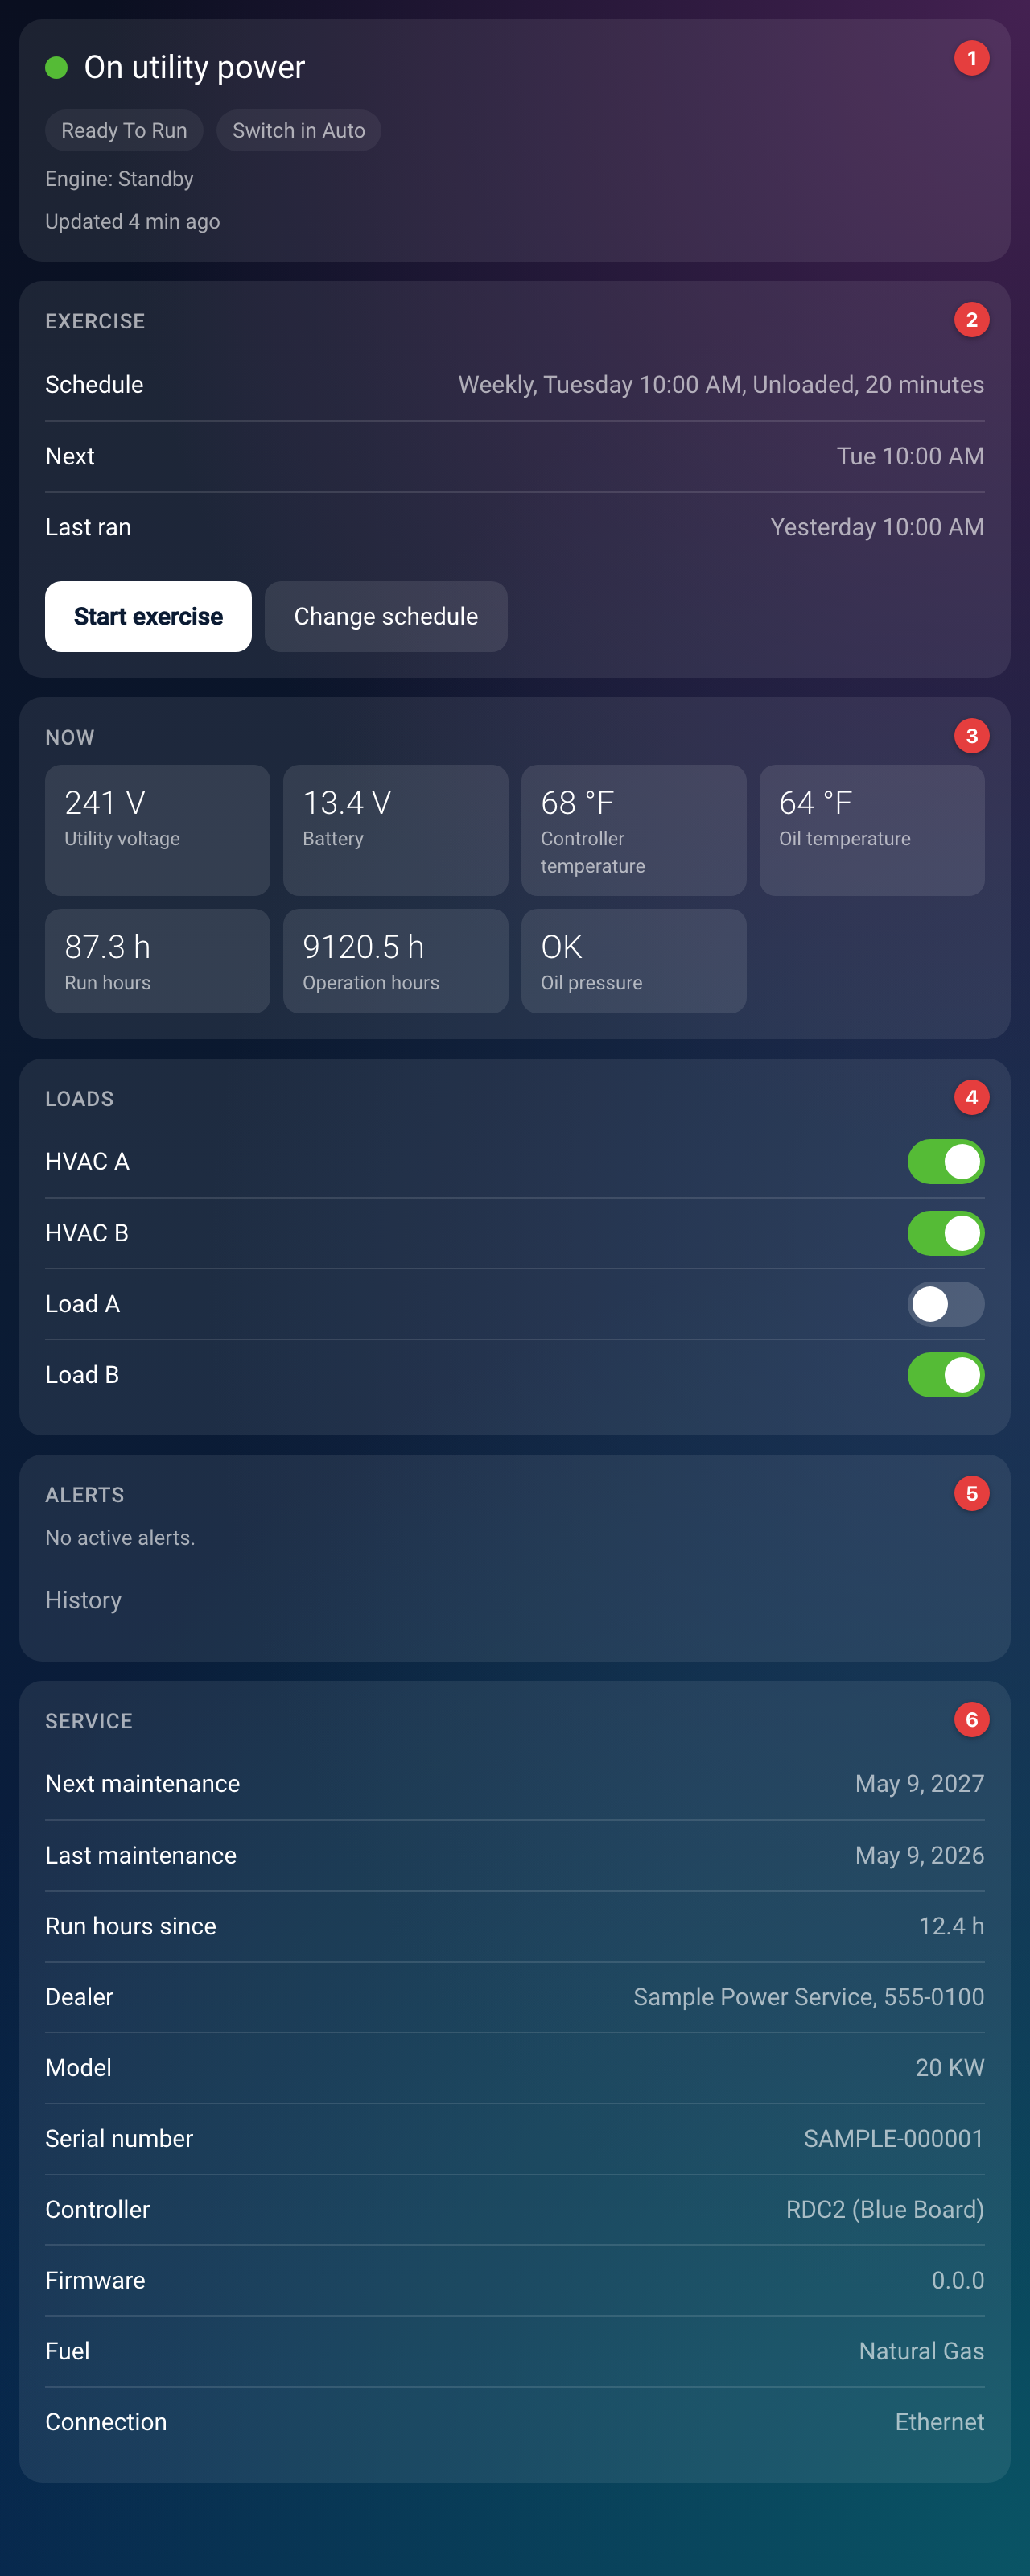 On utility power
1
Ready To Run
Switch in Auto
Engine: Standby
Updated 4 min ago
EXERCISE
2
Schedule
Weekly, Tuesday 10:00 AM, Unloaded, 20 minutes
Next
Tue 10:00 AM
Last ran
Yesterday 10:00 AM
Start exercise
Change schedule
NOW
3
241 V
Utility voltage
13.4 V
Battery
68 °F
Controller
temperature
64 °F
Oil temperature
87.3 h
Run hours
9120.5 h
Operation hours
OK
Oil pressure
LOADS
4
HVAC A
HVAC B
Load A
Load B
ALERTS
5
No active alerts.
History
SERVICE
6
Next maintenance
May 9, 2027
Last maintenance
May 9, 2026
Run hours since
12.4 h
Dealer
Sample Power Service, 555-0100
Model
20 KW
Serial number
SAMPLE-000001
Controller
RDC2 (Blue Board)
Firmware
0.0.0
Fuel
Natural Gas
Connection
Ethernet